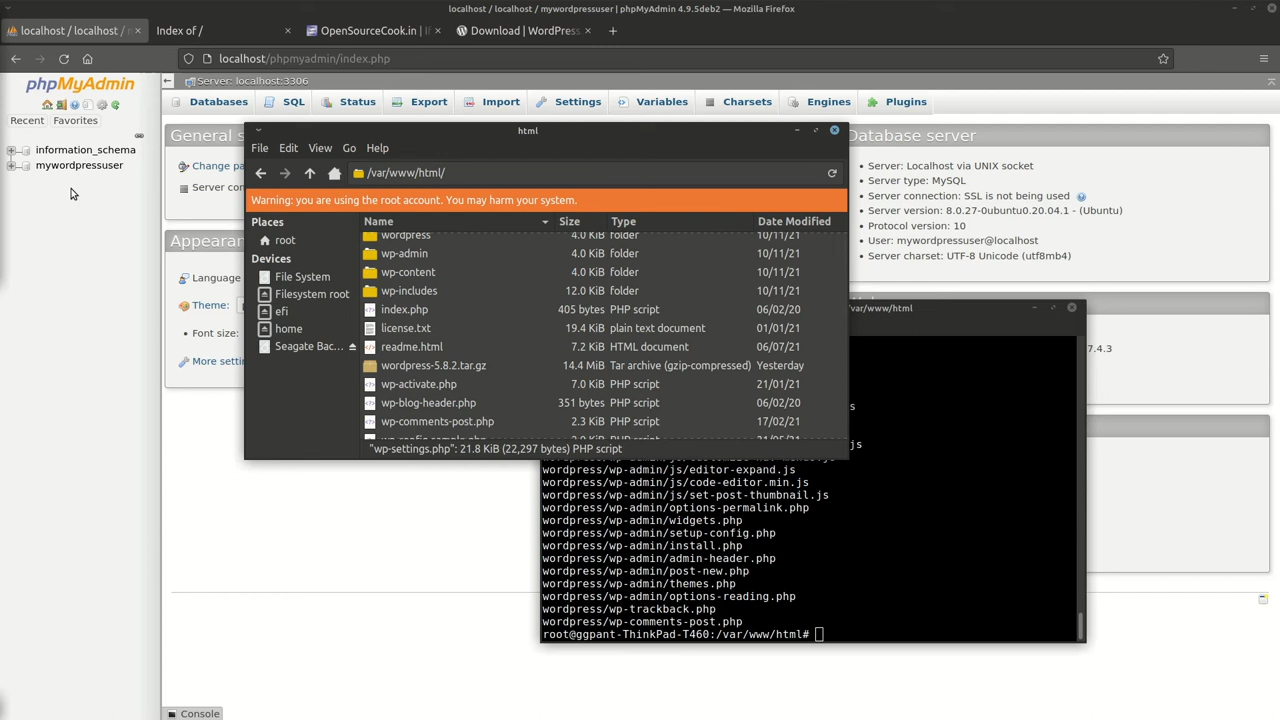 localhost / localhost / mywordpressuser | phpMyAdmin 4.9.5deb2 — Mozilla Firefox
localhost / localhost / 
Index of /
OpenSourceCook.in | If
Download | WordPress
localhost/phpmyadmin/index.php
phpMyAdmin
Recent
Favorites
information_schema
mywordpressuser
Server: localhost:3306
Databases
SQL
Status
Export
Import
Settings
Variables
Charsets
Engines
Plugins
General s
Change pa
Server con
Appearan
Language
Theme:
Font size:
More setti
html
File Edit View Go Help
/var/www/html/
Warning: you are using the root account. You may harm your system.
Places
root
Devices
File System
Filesystem root
efi
home
Seagate Bac...
Name Size Type Date Modified
wordpress 4.0 KiB folder 10/11/21
wp-admin 4.0 KiB folder 10/11/21
wp-content 4.0 KiB folder 10/11/21
wp-includes 12.0 KiB folder 10/11/21
index.php 405 bytes PHP script 06/02/20
license.txt 19.4 KiB plain text document 01/01/21
readme.html 7.2 KiB HTML document 06/07/21
wordpress-5.8.2.tar.gz 14.4 MiB Tar archive (gzip-compressed) Yesterday
wp-activate.php 7.0 KiB PHP script 21/01/21
wp-blog-header.php 351 bytes PHP script 06/02/20
wp-comments-post.php 2.3 KiB PHP script 17/02/21
"wp-settings.php": 21.8 KiB (22,297 bytes) PHP script
Database server
Server: Localhost via UNIX socket
Server type: MySQL
Server connection: SSL is not being used
Server version: 8.0.27-0ubuntu0.20.04.1 - (Ubuntu)
Protocol version: 10
User: mywordpressuser@localhost
Server charset: UTF-8 Unicode (utf8mb4)
7.4.3
/var/www/html
s
js
wordpress/wp-admin/js/editor-expand.js
wordpress/wp-admin/js/code-editor.min.js
wordpress/wp-admin/js/set-post-thumbnail.js
wordpress/wp-admin/options-permalink.php
wordpress/wp-admin/widgets.php
wordpress/wp-admin/setup-config.php
wordpress/wp-admin/install.php
wordpress/wp-admin/admin-header.php
wordpress/wp-admin/post-new.php
wordpress/wp-admin/themes.php
wordpress/wp-admin/options-reading.php
wordpress/wp-trackback.php
wordpress/wp-comments-post.php
root@ggpant-ThinkPad-T460:/var/www/html#
Console